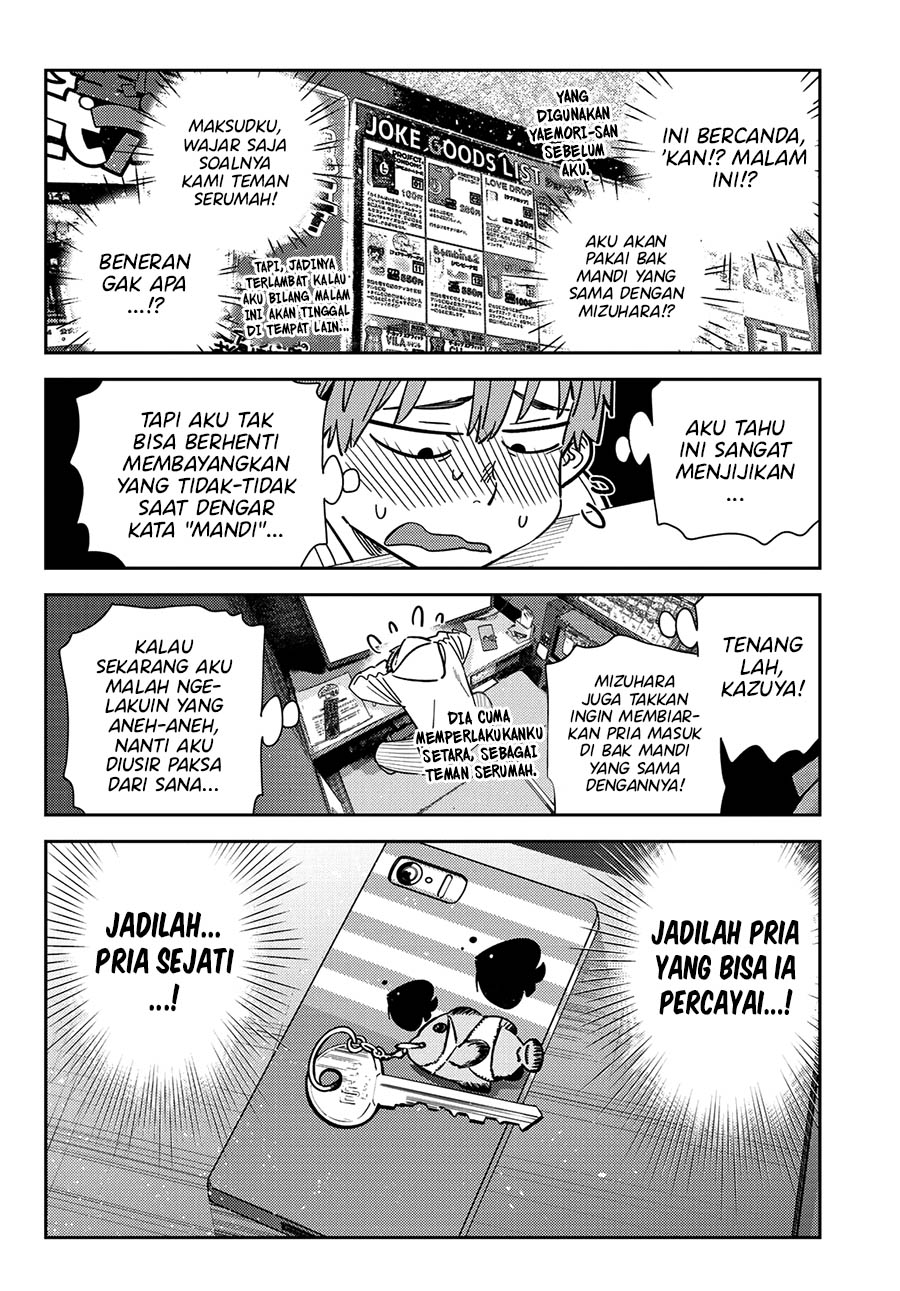 INI BERCANDA,
'KAN!? MALAM
INI!?
YANG
DIGUNAKAN
YAEMORI-SAN
SEBELUM
AKU.
AKU AKAN
PAKAI BAK
MANDI YANG
SAMA DENGAN
MIZUHARA!?
JOKE GOODS LIST
LOVE DROP
MAKSUDKU,
WAJAR SAJA
SOALNYA
KAMI TEMAN
SERUMAH!
TAPI, JADINYA
TERLAMBAT KALAU
AKU BILANG MALAM
INI AKAN TINGGAL
DI TEMPAT LAIN...
BENERAN
GAK APA
...!?
AKU TAHU
INI SANGAT
MENJIJIKAN
...
TAPI AKU TAK
BISA BERHENTI
MEMBAYANGKAN
YANG TIDAK-TIDAK
SAAT DENGAR
KATA "MANDI"...
TENANG
LAH,
KAZUYA!
MIZUHARA
JUGA TAKKAN
INGIN MEMBIAR-
KAN PRIA MASUK
DI BAK MANDI
YANG SAMA
DENGANNYA!
DIA CUMA
MEMPERLAKUKANKU
SETARA, SEBAGAI
TEMAN SERUMAH.
KALAU
SEKARANG AKU
MALAH NGE-
LAKUIN YANG
ANEH-ANEH,
NANTI AKU
DIUSIR PAKSA
DARI SANA...
JADILAH PRIA
YANG BISA IA
PERCAYAI...!
JADILAH...
PRIA SEJATI
...!